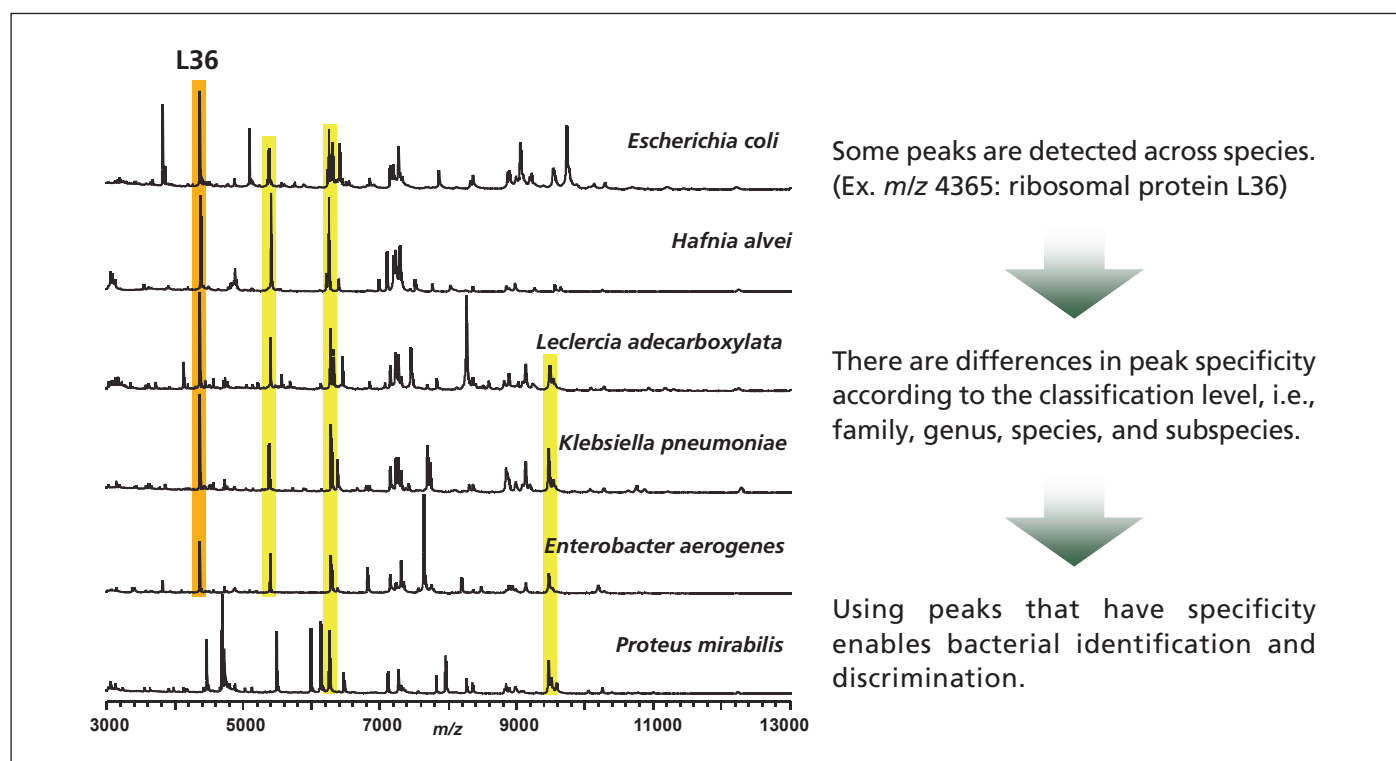 L36
Escherichia coli
Hafnia alvei
Leclercia adecarboxylata
Klebsiella pneumoniae
Enterobacter aerogenes
Proteus mirabilis
3000 5000 7000 m/z 9000 11000 13000
Some peaks are detected across species.
(Ex. m/z 4365: ribosomal protein L36)
There are differences in peak specificity
according to the classification level, i.e.,
family, genus, species, and subspecies.
Using peaks that have specificity
enables bacterial identification and
discrimination.